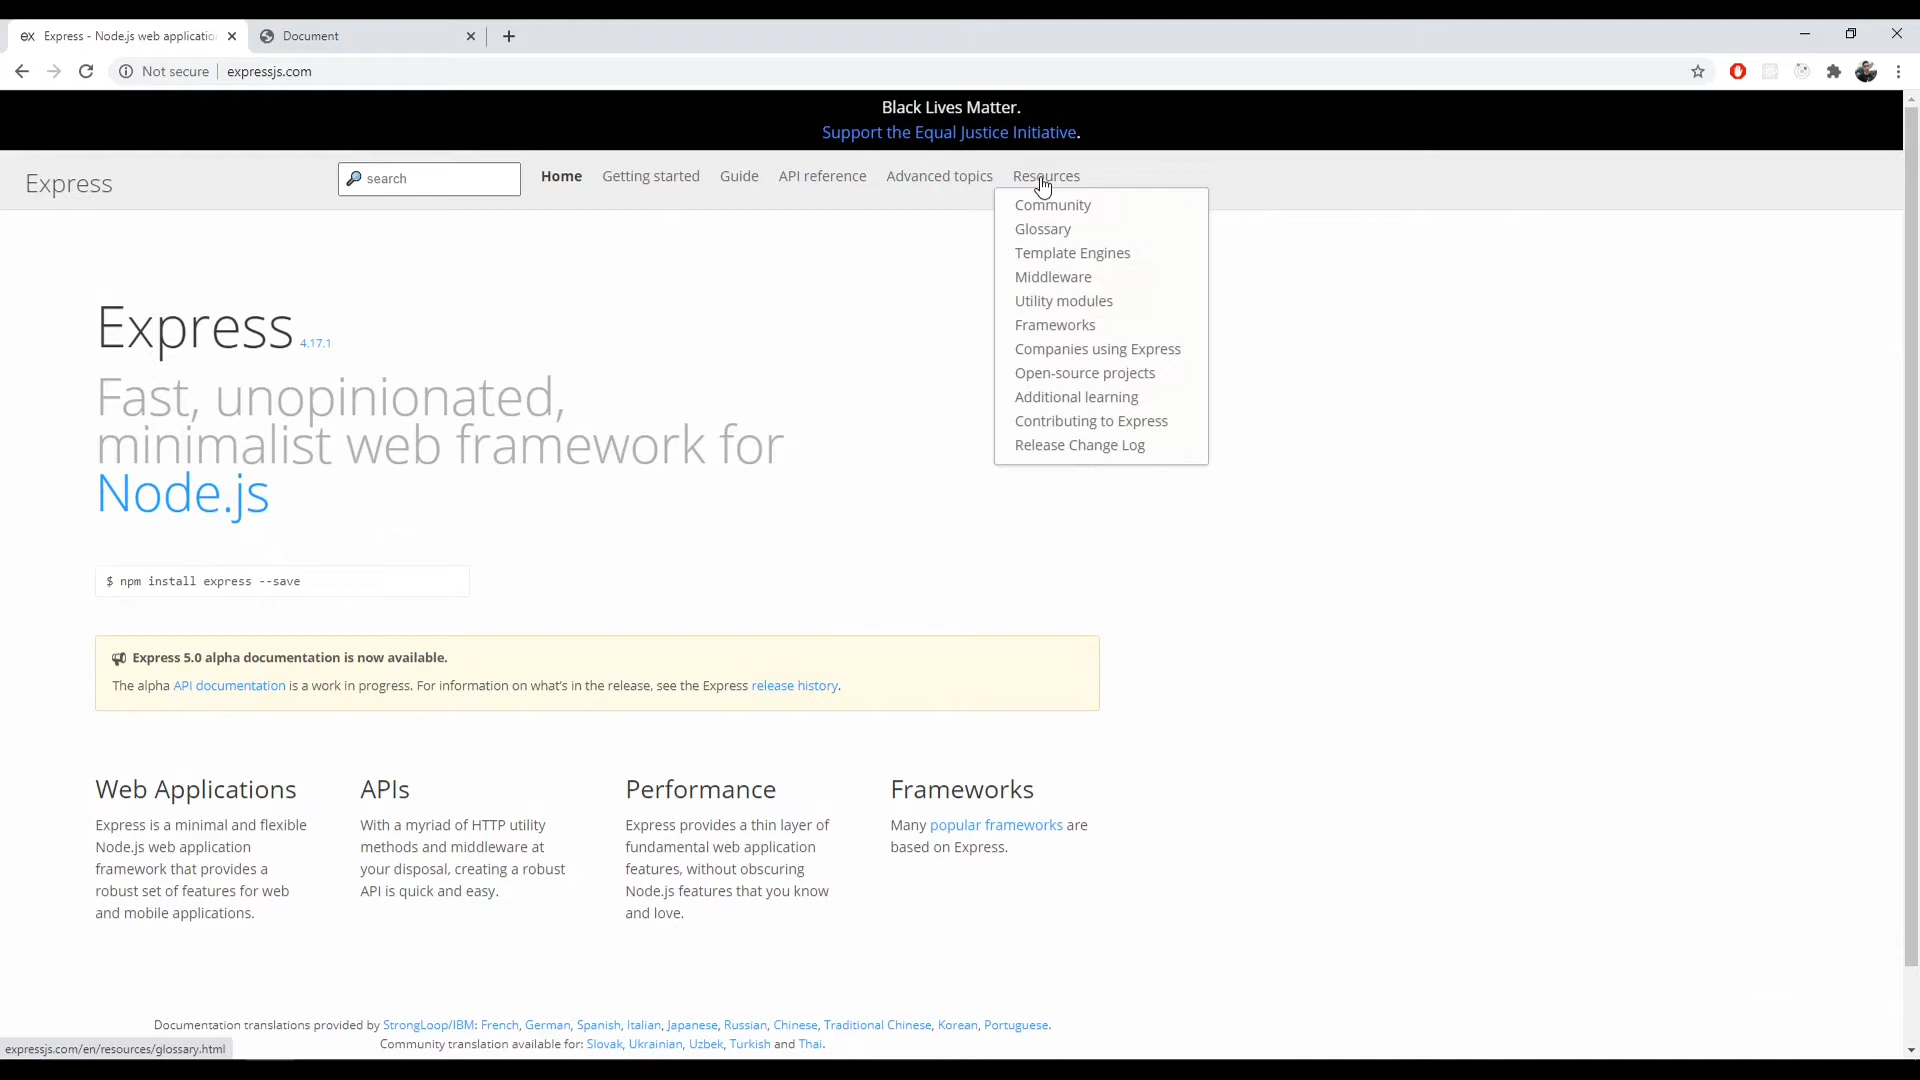 ex Express - Node.js web application
Document
Not secure
expressjs.com
Black Lives Matter.
Support the Equal Justice Initiative.
Express
search
Home
Getting started
Guide
API reference
Advanced topics
Resources
Community
Glossary
Template Engines
Middleware
Utility modules
Frameworks
Companies using Express
Open-source projects
Additional learning
Contributing to Express
Release Change Log
Express 4.17.1
Fast, unopinionated,
minimalist web framework for
Node.js
$ npm install express --save
Express 5.0 alpha documentation is now available.
The alpha API documentation is a work in progress. For information on what's in the release, see the Express release history.
Web Applications
Express is a minimal and flexible
Node.js web application
framework that provides a
robust set of features for web
and mobile applications.
APIs
With a myriad of HTTP utility
methods and middleware at
your disposal, creating a robust
API is quick and easy.
Performance
Express provides a thin layer of
fundamental web application
features, without obscuring
Node.js features that you know
and love.
Frameworks
Many popular frameworks are
based on Express.
Documentation translations provided by StrongLoop/IBM: French, German, Spanish, Italian, Japanese, Russian, Chinese, Traditional Chinese, Korean, Portuguese.
Community translation available for: Slovak, Ukrainian, Uzbek, Turkish and Thai.
expressjs.com/en/resources/glossary.html